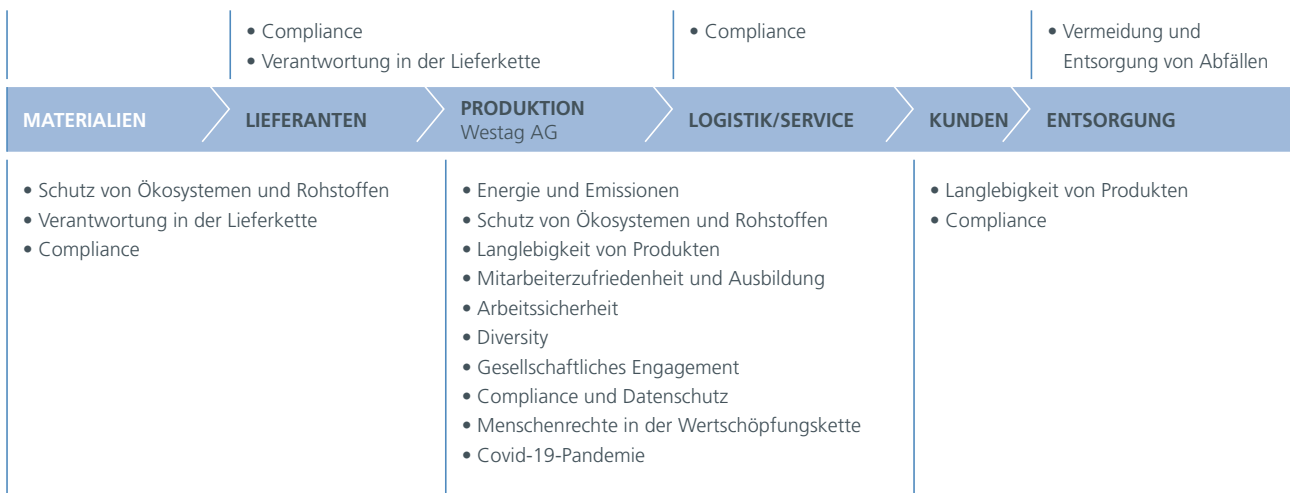 • Compliance
• Verantwortung in der Lieferkette
• Compliance
• Vermeidung und
Entsorgung von Abfällen
MATERIALIEN
LIEFERANTEN
PRODUKTION
Westag AG
LOGISTIK/SERVICE
KUNDEN
ENTSORGUNG
• Schutz von Ökosystemen und Rohstoffen
• Verantwortung in der Lieferkette
• Compliance
• Energie und Emissionen
• Schutz von Ökosystemen und Rohstoffen
• Langlebigkeit von Produkten
• Mitarbeiterzufriedenheit und Ausbildung
• Arbeitssicherheit
• Diversity
• Gesellschaftliches Engagement
• Compliance und Datenschutz
• Menschenrechte in der Wertschöpfungskette
• Covid-19-Pandemie
• Langlebigkeit von Produkten
• Compliance